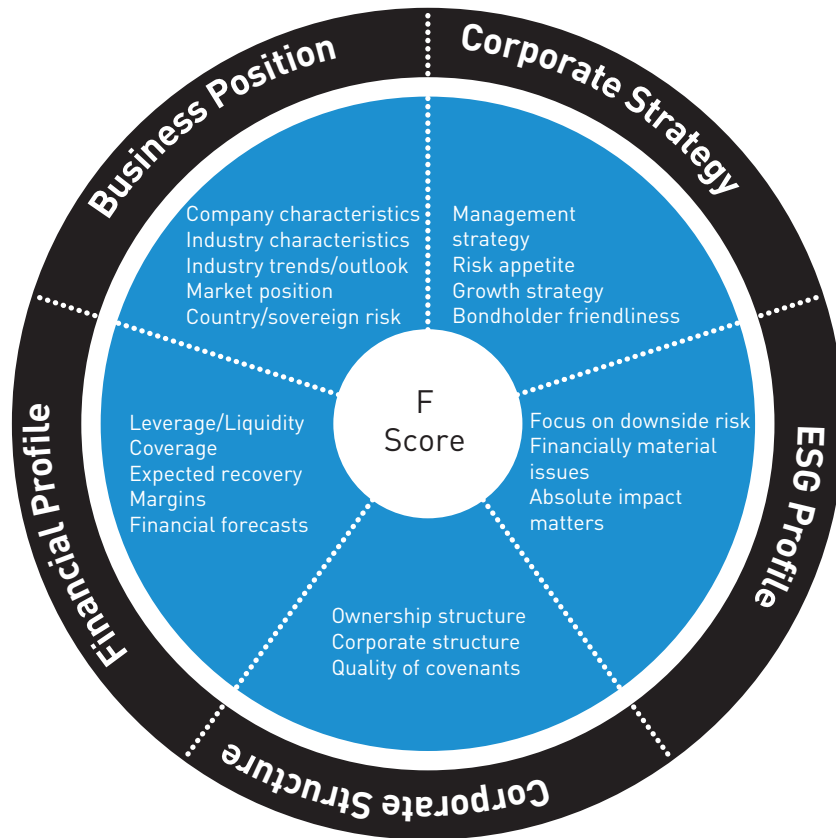 Business Position
Company characteristics
Industry characteristics
Industry trends/outlook
Market position
Country/sovereign risk
Corporate Strategy
Management
strategy
Risk appetite
Growth strategy
Bondholder friendliness
ESG Profile
Focus on downside risk
Financially material
issues
Absolute impact
matters
Corporate Structure
Ownership structure
Corporate structure
Quality of covenants
Financial Profile
Leverage/Liquidity
Coverage
Expected recovery
Margins
Financial forecasts
F
Score